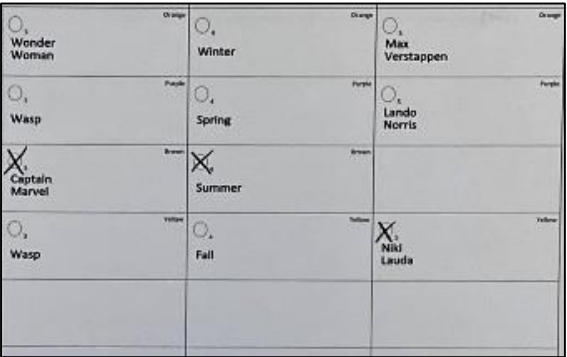 Orange
Wonder
Woman
Orange
Winter
Orange
Max
Verstappen
Purple
Wasp
Purple
Spring
Purple
Lando
Norris
Brown
Captain
Marvel
Brown
Summer
Yellow
Wasp
Yellow
Fall
Yellow
Niki
Lauda